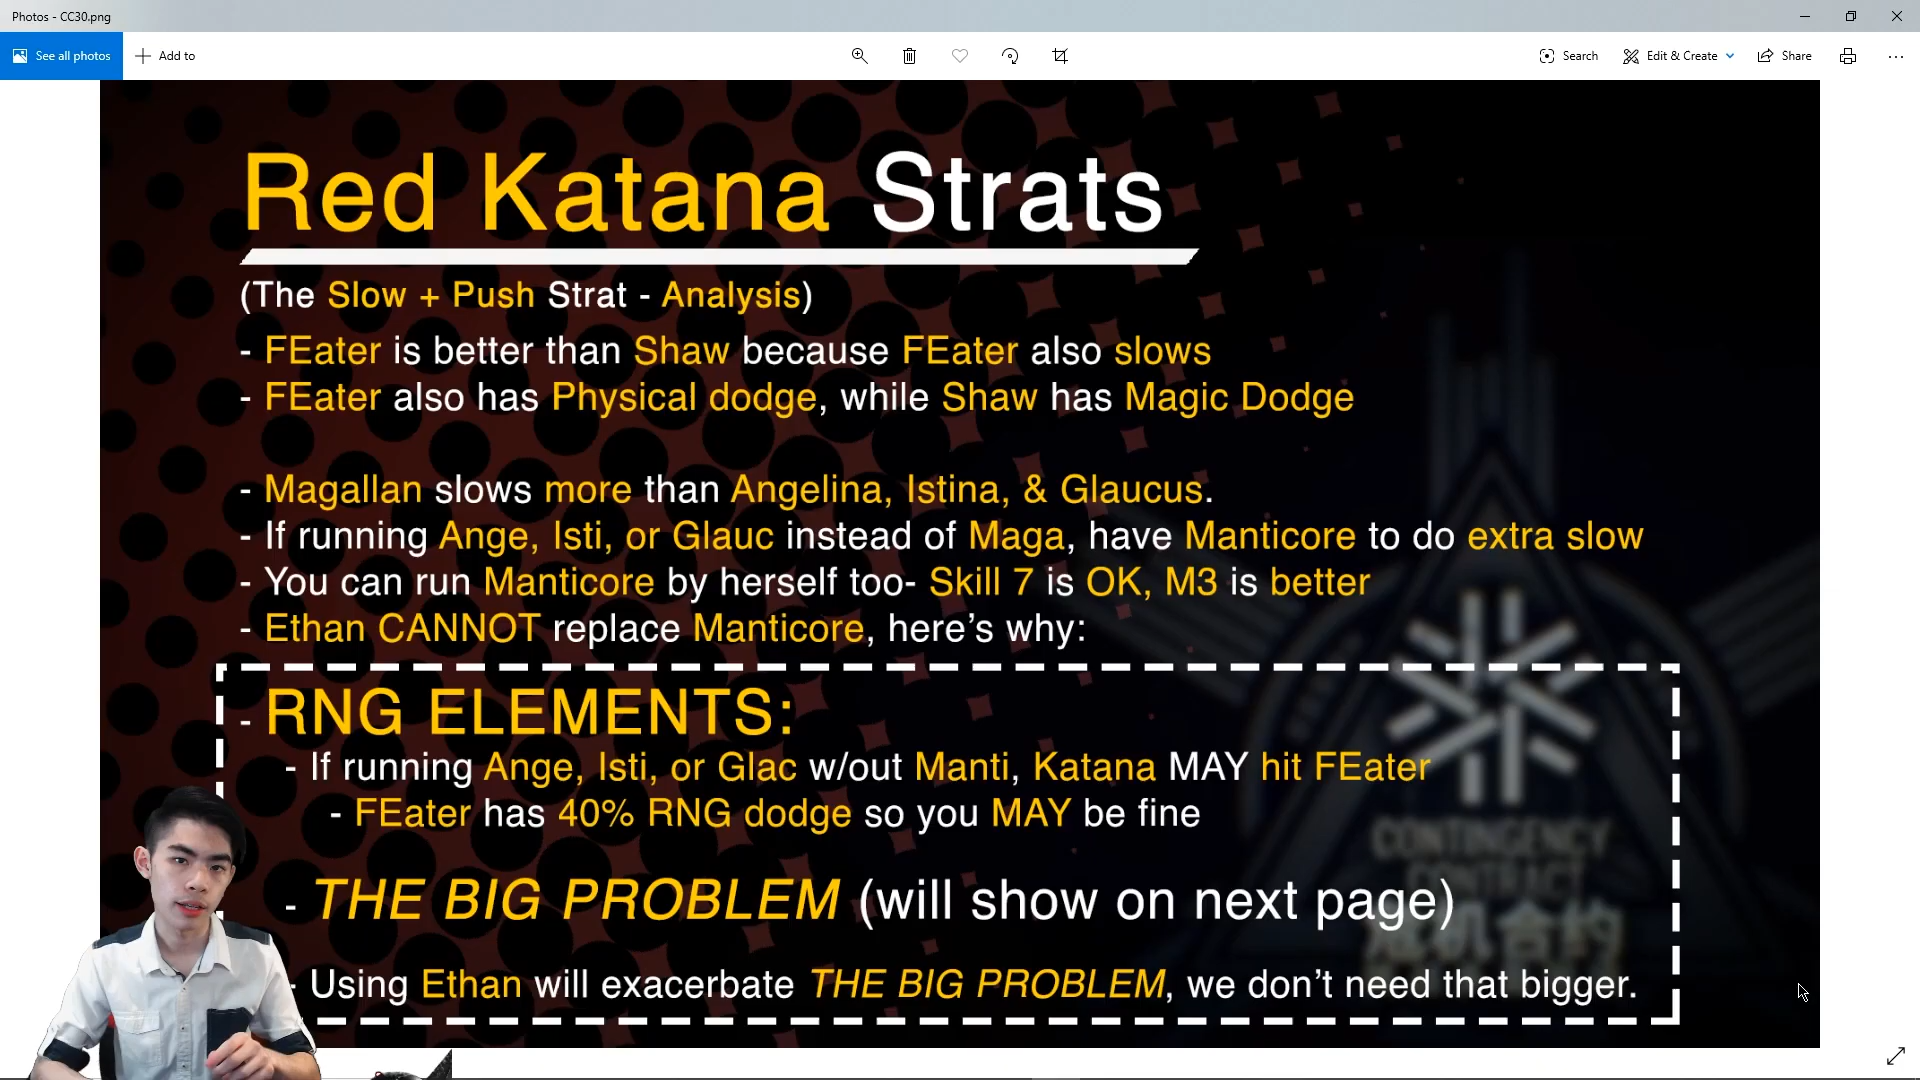 Photos - CC30.png
See all photos
Add to
Search
Edit & Create
Share
Red Katana Strats
(The Slow + Push Strat - Analysis)
- FEater is better than Shaw because FEater also slows
- FEater also has Physical dodge, while Shaw has Magic Dodge
- Magallan slows more than Angelina, Istina, & Glaucus.
- If running Ange, Isti, or Glauc instead of Maga, have Manticore to do extra slow
- You can run Manticore by herself too- Skill 7 is OK, M3 is better
- Ethan CANNOT replace Manticore, here's why:
- RNG ELEMENTS:
- If running Ange, Isti, or Glac w/out Manti, Katana MAY hit FEater
- FEater has 40% RNG dodge so you MAY be fine
- THE BIG PROBLEM (will show on next page)
- Using Ethan will exacerbate THE BIG PROBLEM, we don't need that bigger.
CONTINGENCY
CONTRACT
危机合约